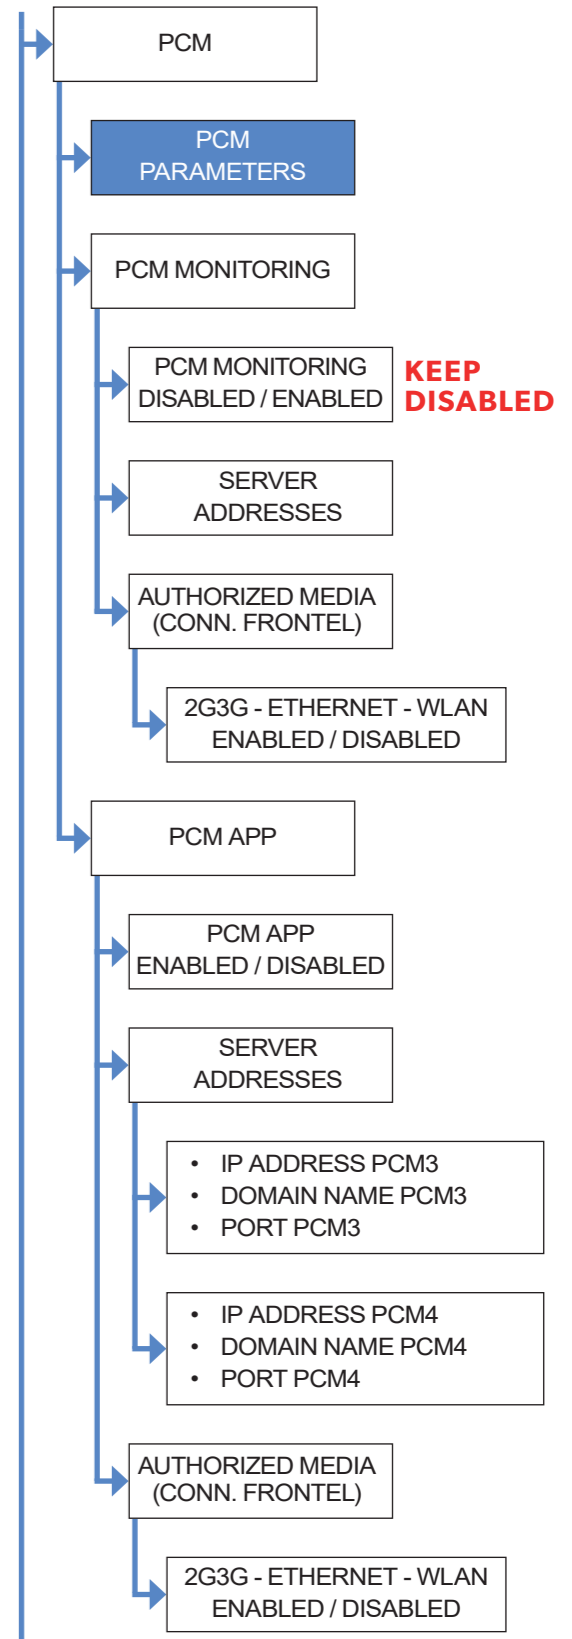 PCM
PCM
PARAMETERS
PCM MONITORING
PCM MONITORING
DISABLED / ENABLED
KEEP
DISABLED
SERVER
ADDRESSES
AUTHORIZED MEDIA
(CONN. FRONTEL)
2G3G - ETHERNET - WLAN
ENABLED / DISABLED
PCM APP
PCM APP
ENABLED / DISABLED
SERVER
ADDRESSES
• IP ADDRESS PCM3
• DOMAIN NAME PCM3
• PORT PCM3
• IP ADDRESS PCM4
• DOMAIN NAME PCM4
• PORT PCM4
AUTHORIZED MEDIA
(CONN. FRONTEL)
2G3G - ETHERNET - WLAN
ENABLED / DISABLED